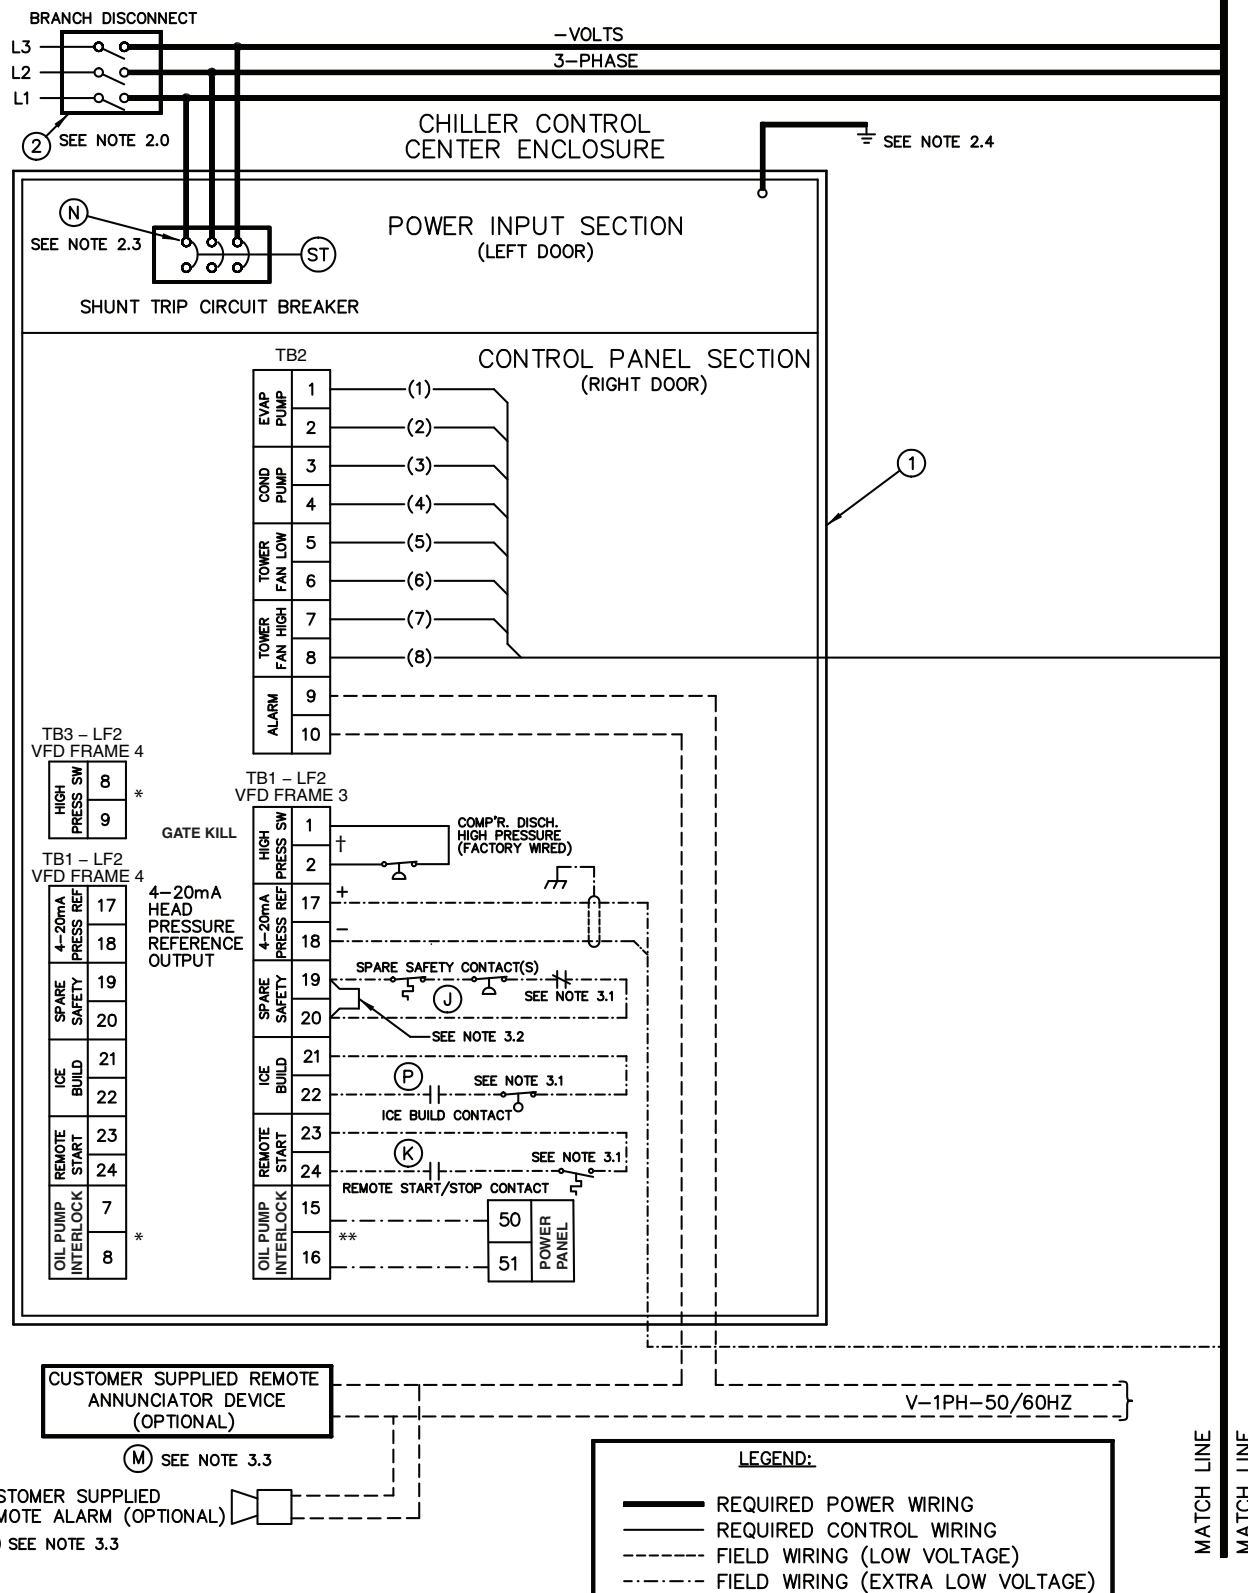 BRANCH DISCONNECT
L3
L2
L1
–VOLTS
3–PHASE
2 SEE NOTE 2.0
CHILLER CONTROL
CENTER ENCLOSURE
SEE NOTE 2.4
N
SEE NOTE 2.3
ST
POWER INPUT SECTION
(LEFT DOOR)
SHUNT TRIP CIRCUIT BREAKER
CONTROL PANEL SECTION
(RIGHT DOOR)
1
TB2
EVAP
PUMP
1 (1)
2 (2)
COND
PUMP
3 (3)
4 (4)
TOWER
FAN LOW
5 (5)
6 (6)
TOWER
FAN HIGH
7 (7)
8 (8)
ALARM
9
10
TB3 – LF2
VFD FRAME 4
HIGH
PRESS SW
8
9
*
TB1 – LF2
VFD FRAME 4
4–20mA
PRESS REF
17
18
SPARE
SAFETY
19
20
ICE
BUILD
21
22
REMOTE
START
23
24
OIL PUMP
INTERLOCK
7
8
*
GATE KILL
4–20mA
HEAD
PRESSURE
REFERENCE
OUTPUT
TB1 – LF2
VFD FRAME 3
HIGH
PRESS SW
1
2
†
COMP'R. DISCH.
HIGH PRESSURE
(FACTORY WIRED)
4–20mA
PRESS REF
17 +
18 –
SPARE
SAFETY
19
20
SPARE SAFETY CONTACT(S)
J
SEE NOTE 3.1
SEE NOTE 3.2
ICE
BUILD
21
22
P
SEE NOTE 3.1
ICE BUILD CONTACT
REMOTE
START
23
24
K
SEE NOTE 3.1
REMOTE START/STOP CONTACT
OIL PUMP
INTERLOCK
15
16
**
50
51
POWER
PANEL
CUSTOMER SUPPLIED REMOTE
ANNUNCIATOR DEVICE
(OPTIONAL)
M SEE NOTE 3.3
STOMER SUPPLIED
MOTE ALARM (OPTIONAL)
) SEE NOTE 3.3
V–1PH–50/60HZ
LEGEND:
REQUIRED POWER WIRING
REQUIRED CONTROL WIRING
FIELD WIRING (LOW VOLTAGE)
FIELD WIRING (EXTRA LOW VOLTAGE)
MATCH LINE
MATCH LINE